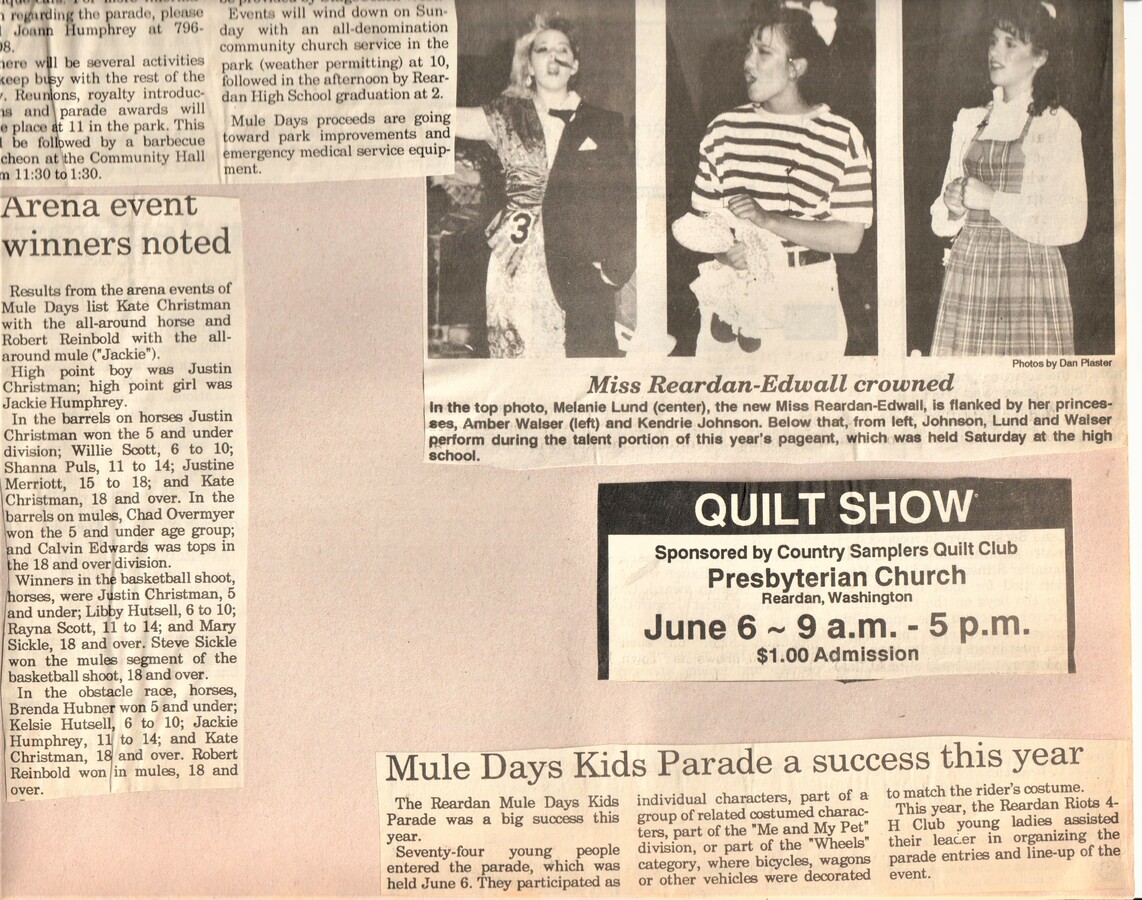 regarding the parade, please
Joann Humphrey at 796-
98.
here will be several activities
keep busy with the rest of the
Reunions, royalty introduc-
ns and parade awards will
e place at 11 in the park. This
l be followed by a barbecue
cheon at the Community Hall
m 11:30 to 1:30.
Events will wind down on Sun-
day with an all-denomination
community church service in the
park (weather permitting) at 10,
followed in the afternoon by Rear-
dan High School graduation at 2.
Mule Days proceeds are going
toward park improvements and
emergency medical service equip-
ment.
3
Photos by Dan Plaster
Miss Reardan-Edwall crowned
In the top photo, Melanie Lund (center), the new Miss Reardan-Edwall, is flanked by her princes-
ses, Amber Walser (left) and Kendrie Johnson. Below that, from left, Johnson, Lund and Walser
perform during the talent portion of this year's pageant, which was held Saturday at the high
school.
Arena event
winners noted
Results from the arena events of
Mule Days list Kate Christman
with the all-around horse and
Robert Reinbold with the all-
around mule ("Jackie").
High point boy was Justin
Christman; high point girl was
Jackie Humphrey.
In the barrels on horses Justin
Christman won the 5 and under
division; Willie Scott, 6 to 10;
Shanna Puls, 11 to 14; Justine
Merriott, 15 to 18; and Kate
Christman, 18 and over. In the
barrels on mules, Chad Overmyer
won the 5 and under age group;
and Calvin Edwards was tops in
the 18 and over division.
Winners in the basketball shoot,
horses, were Justin Christman, 5
and under; Libby Hutsell, 6 to 10;
Rayna Scott, 11 to 14; and Mary
Sickle, 18 and over. Steve Sickle
won the mules segment of the
basketball shoot, 18 and over.
In the obstacle race, horses,
Brenda Hubner won 5 and under;
Kelsie Hutsell, 6 to 10; Jackie
Humphrey, 11 to 14; and Kate
Christman, 18 and over. Robert
Reinbold won in mules, 18 and
over.
QUILT SHOW
Sponsored by Country Samplers Quilt Club
Presbyterian Church
Reardan, Washington
June 6 ~ 9 a.m. - 5 p.m.
$1.00 Admission
Mule Days Kids Parade a success this year
The Reardan Mule Days Kids
Parade was a big success this
year.
Seventy-four young people
entered the parade, which was
held June 6. They participated as
individual characters, part of a
group of related costumed charac-
ters, part of the "Me and My Pet"
division, or part of the "Wheels"
category, where bicycles, wagons
or other vehicles were decorated
to match the rider's costume.
This year, the Reardan Riots 4-
H Club young ladies assisted
their leader in organizing the
parade entries and line-up of the
event.